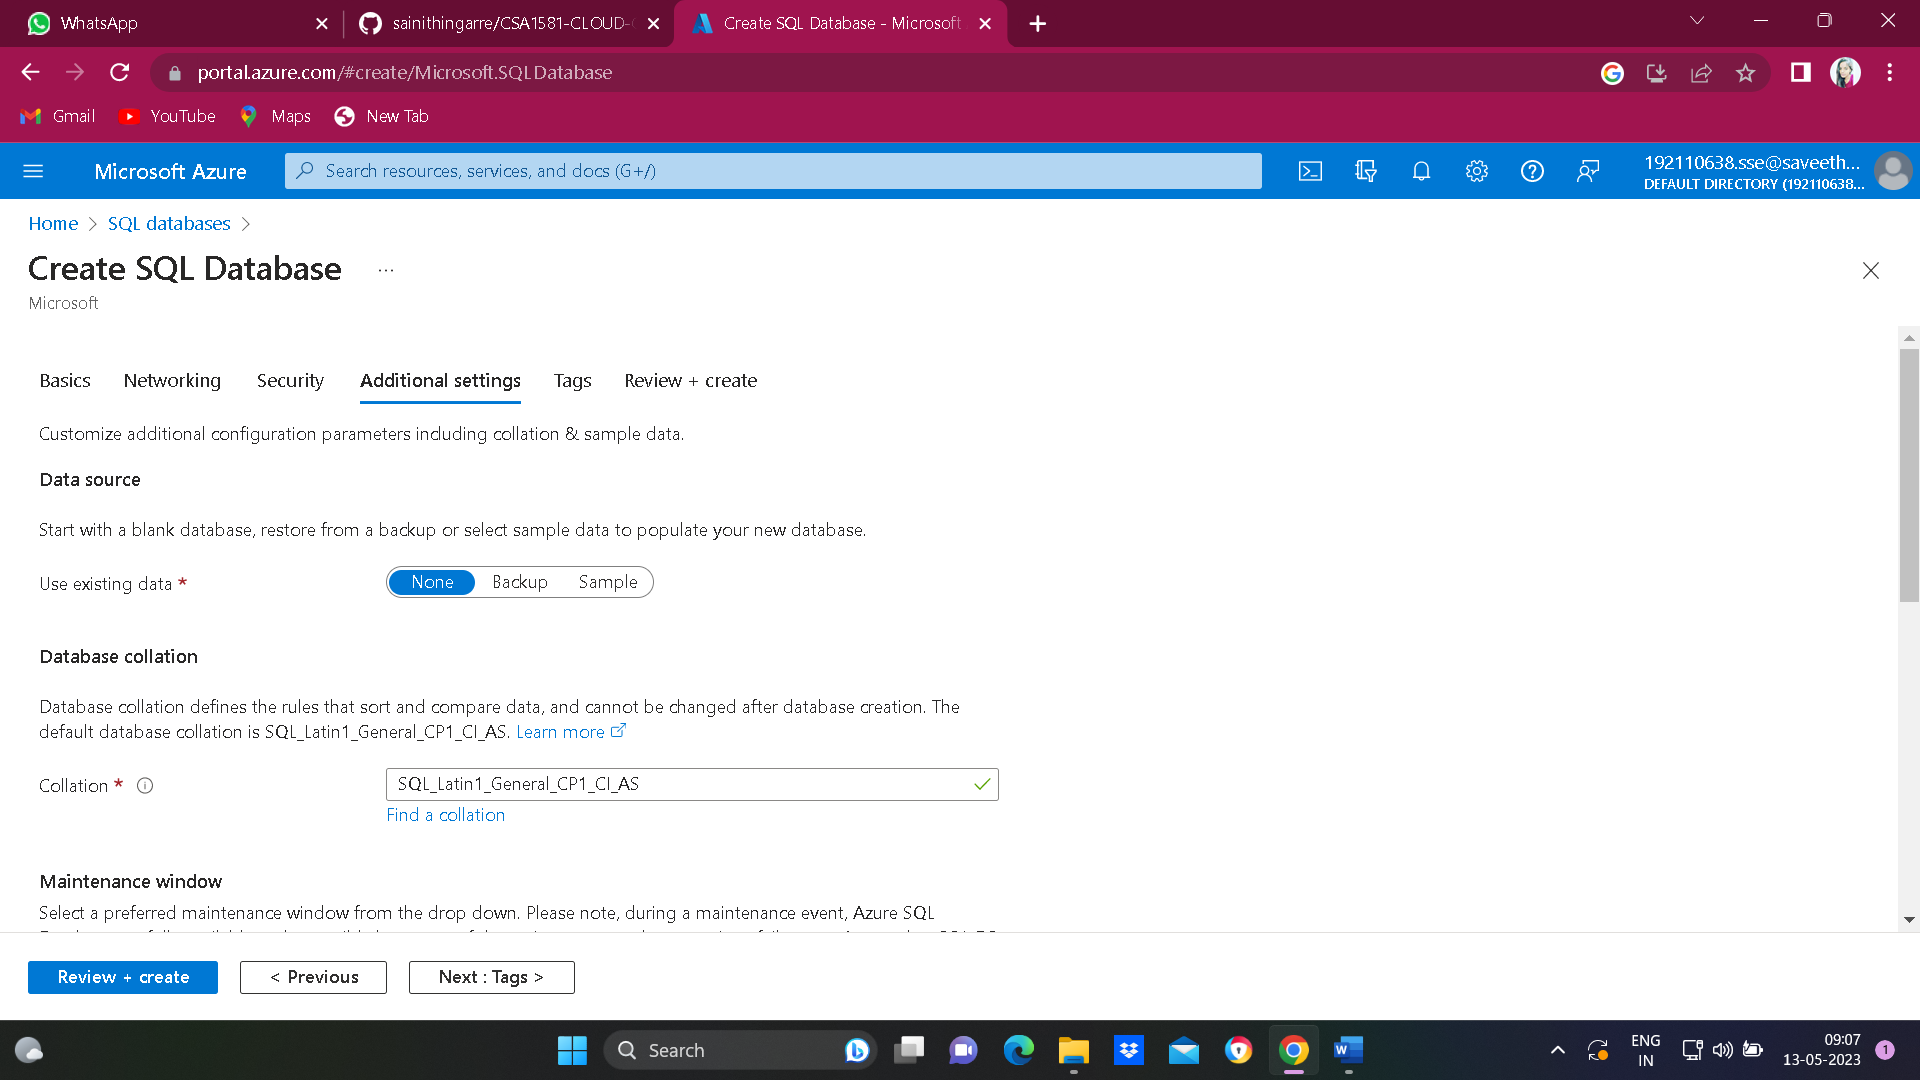 WhatsApp
sainithingarre/CSA1581-CLOUD-
Create SQL Database - Microsoft
portal.azure.com/#create/Microsoft.SQLDatabase
Gmail
YouTube
Maps
New Tab
Microsoft Azure
Search resources, services, and docs (G+/)
192110638.sse@saveeth...
DEFAULT DIRECTORY (192110638...
Home > SQL databases >
Create SQL Database ...
Microsoft
Basics
Networking
Security
Additional settings
Tags
Review + create
Customize additional configuration parameters including collation & sample data.
Data source
Start with a blank database, restore from a backup or select sample data to populate your new database.
Use existing data *
None
Backup
Sample
Database collation
Database collation defines the rules that sort and compare data, and cannot be changed after database creation. The
default database collation is SQL_Latin1_General_CP1_CI_AS. Learn more
Collation *
SQL_Latin1_General_CP1_CI_AS
Find a collation
Maintenance window
Select a preferred maintenance window from the drop down. Please note, during a maintenance event, Azure SQL
Review + create
< Previous
Next : Tags >
Search
ENG
IN
09:07
13-05-2023
1